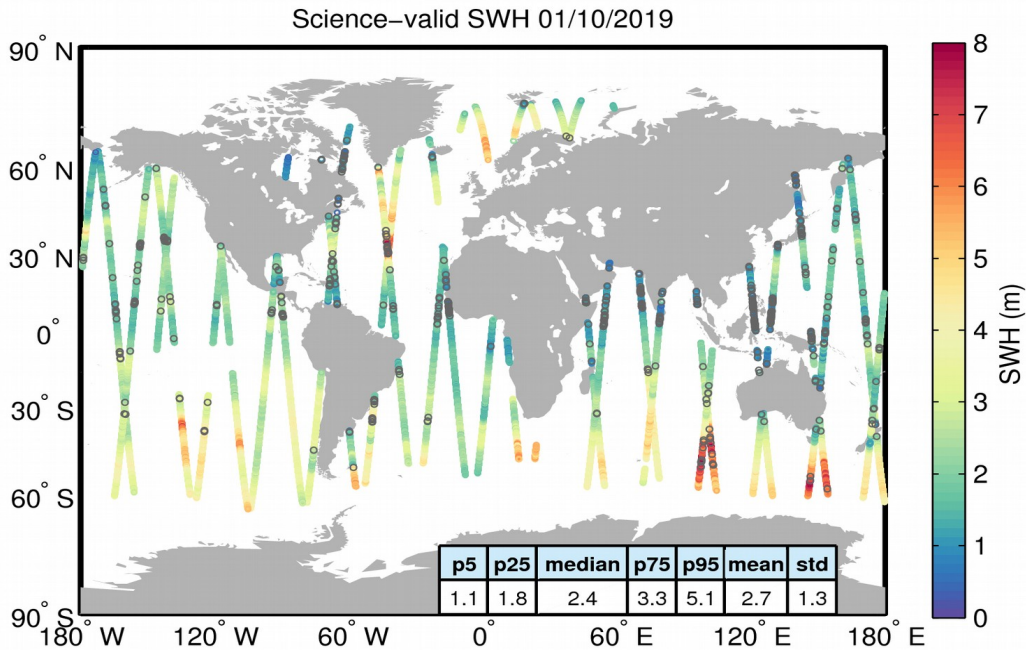 Science−valid SWH 01/10/2019
90° N
60° N
30° N
0°
30° S
60° S
90° S
180° W
120° W
60° W
0°
60° E
120° E
180° E
p5 p25 median p75 p95 mean std
1.1 1.8 2.4 3.3 5.1 2.7 1.3
8
7
6
5
4
3
2
1
0
SWH (m)